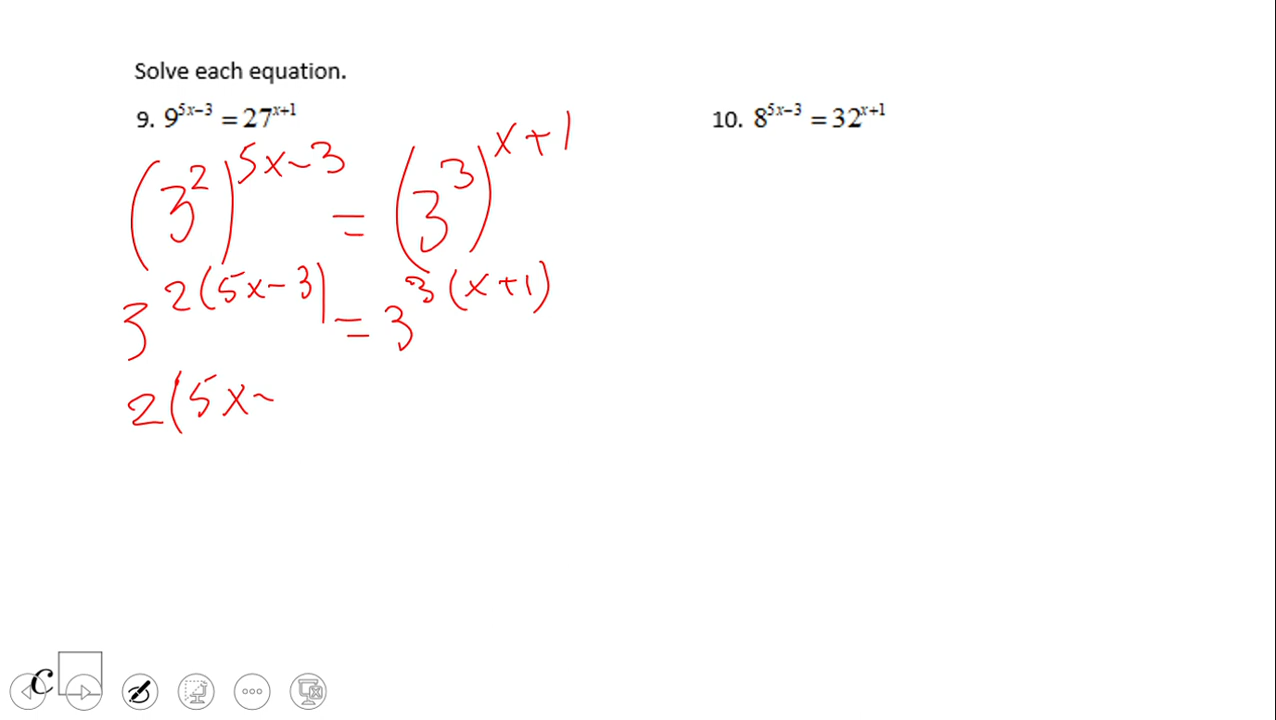 Solve each equation.
9. 9^{5x-3} = 27^{x+1}
10. 8^{5x-3} = 32^{x+1}
(3^2)^{5x-3} = (3^3)^{x+1}
3^{2(5x-3)} = 3^{3(x+1)}
2(5x-
C